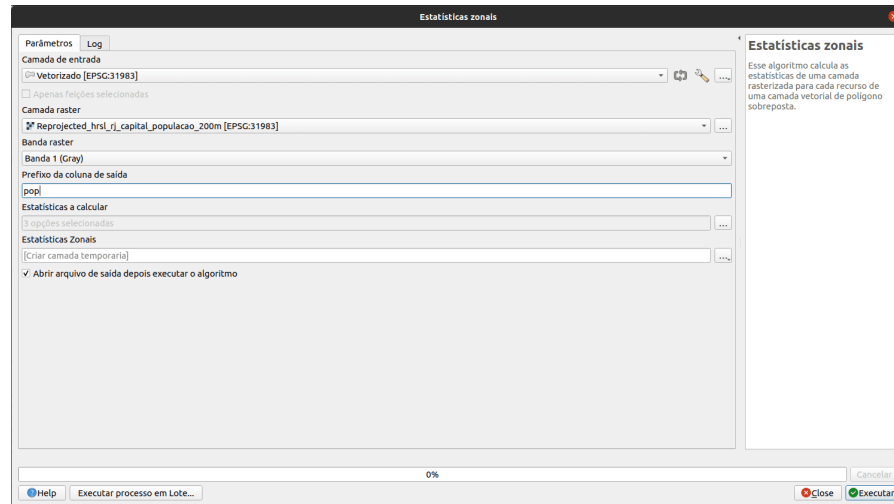 Estatísticas zonais
Parâmetros
Log
Camada de entrada
Vetorizado [EPSG:31983]
Apenas feições selecionadas
Camada raster
Reprojected_hrsl_rj_capital_populacao_200m [EPSG:31983]
Banda raster
Banda 1 (Gray)
Prefixo da coluna de saída
pop
Estatísticas a calcular
3 opções selecionadas
...
Estatísticas Zonais
[Criar camada temporaria]
Abrir arquivo de saída depois executar o algoritmo
Estatísticas zonais
Esse algoritmo calcula as
estatísticas de uma camada
rasterizada para cada recurso de
uma camada vetorial de polígono
sobreposta.
0%
Cancelar
Help
Executar processo em Lote...
Close
Executar